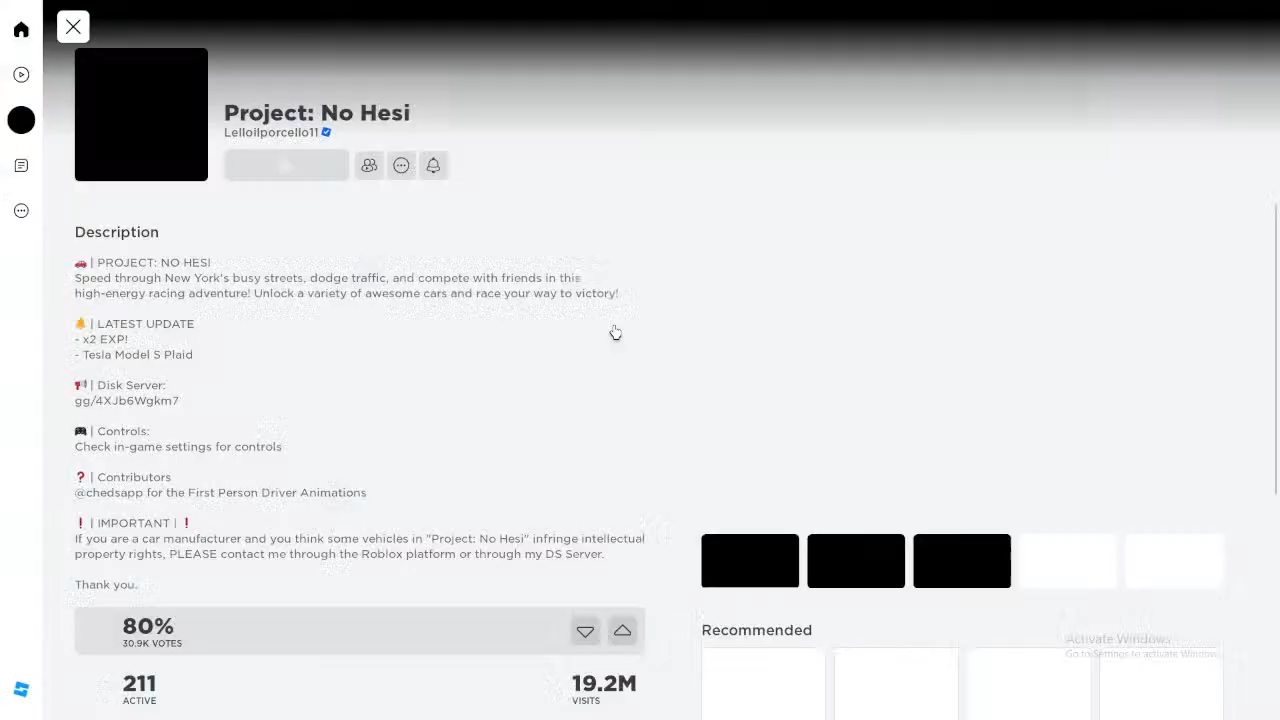 Project: No Hesi
Lelloilporcello11
Description
🚗 | PROJECT: NO HESI
Speed through New York's busy streets, dodge traffic, and compete with friends in this
high-energy racing adventure! Unlock a variety of awesome cars and race your way to victory!
🔔 | LATEST UPDATE
- x2 EXP!
- Tesla Model S Plaid
📢 | Disk Server:
gg/4XJb6Wgkm7
🎮 | Controls:
Check in-game settings for controls
❓ | Contributors
@chedsapp for the First Person Driver Animations
❗ | IMPORTANT | ❗
If you are a car manufacturer and you think some vehicles in "Project: No Hesi" infringe intellectual
property rights, PLEASE contact me through the Roblox platform or through my DS Server.
Thank you.
80%
30.9K VOTES
211
ACTIVE
19.2M
VISITS
Recommended
Activate Windows
Go to Settings to activate Windows.